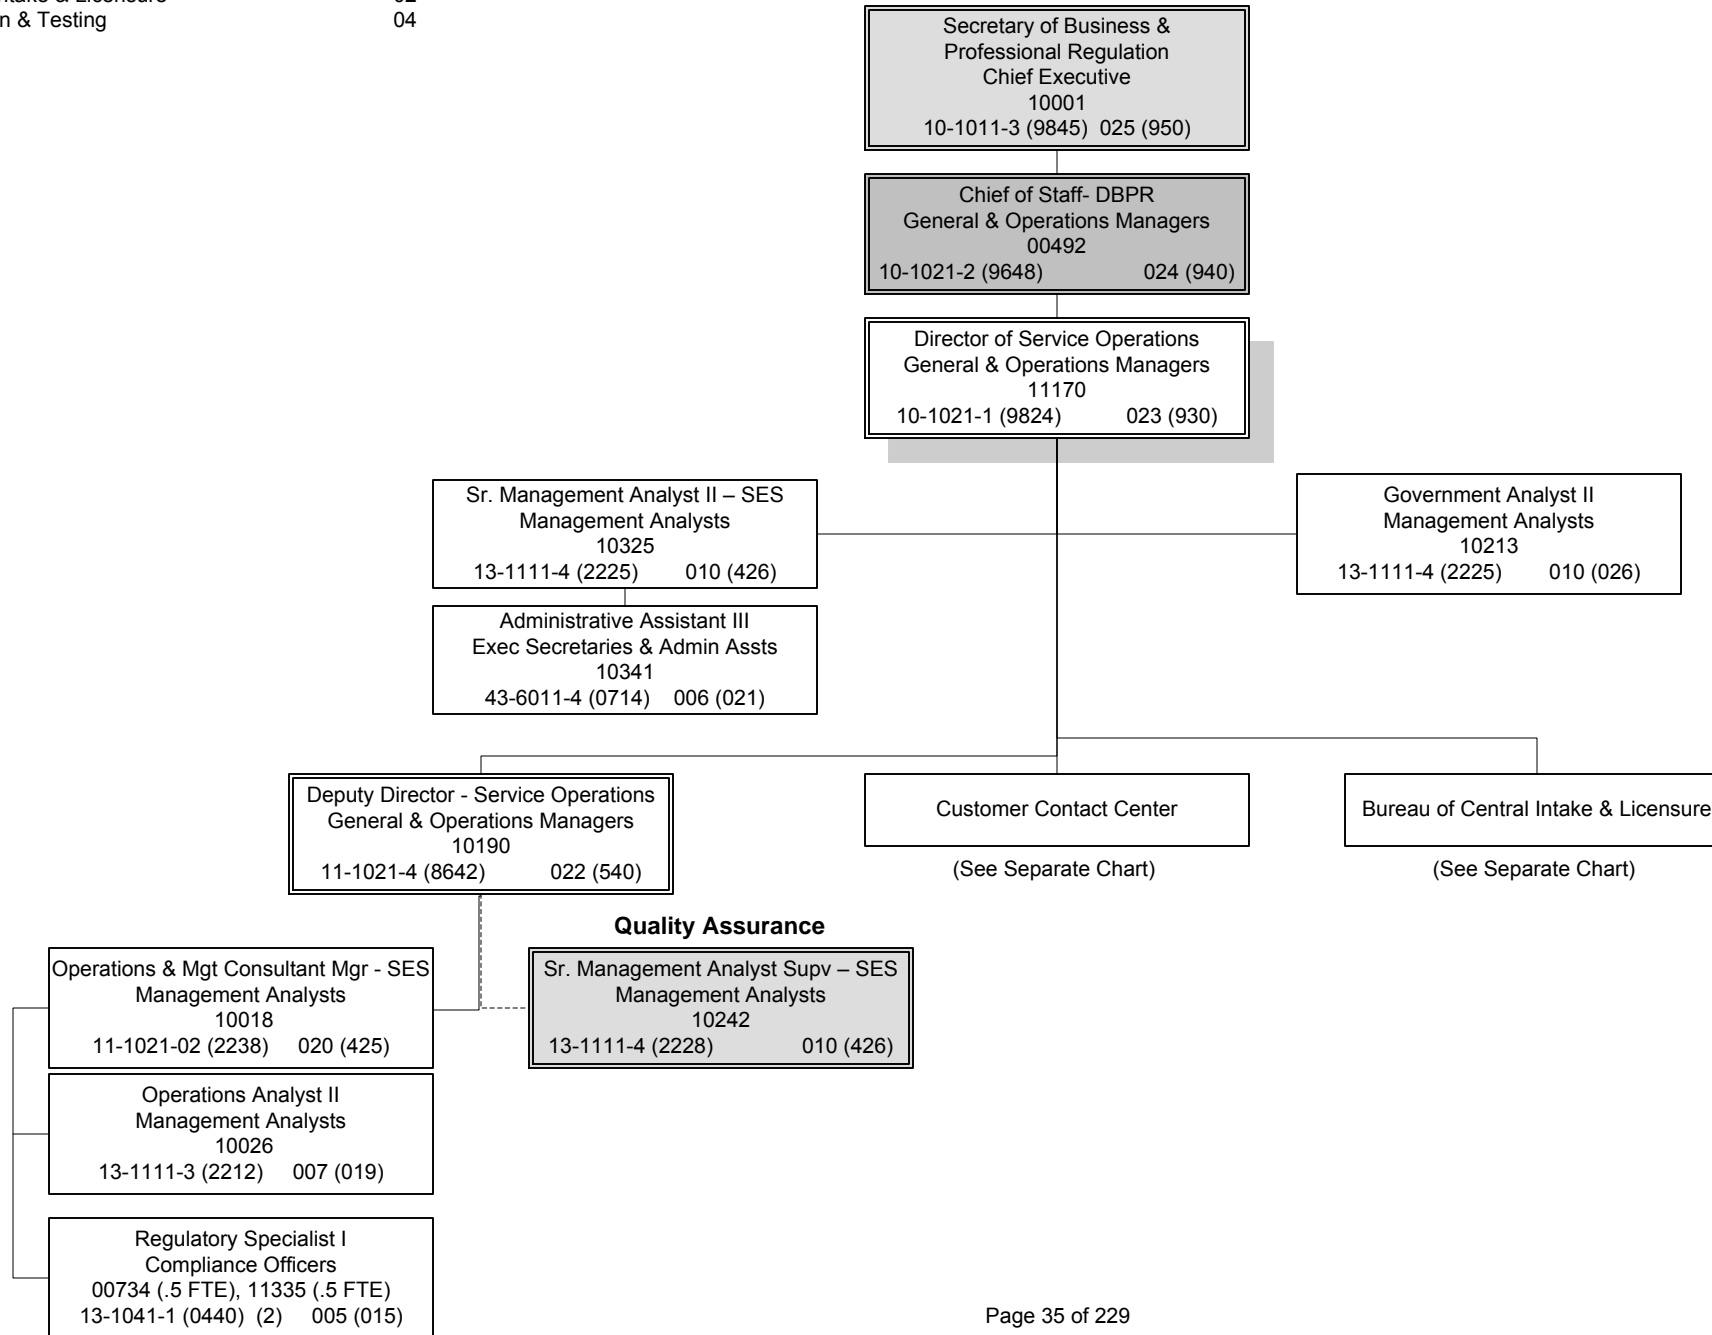 02
n & Testing 04
Secretary of Business &
Professional Regulation
Chief Executive
10001
10-1011-3 (9845) 025 (950)
Chief of Staff- DBPR
General & Operations Managers
00492
10-1021-2 (9648) 024 (940)
Director of Service Operations
General & Operations Managers
11170
10-1021-1 (9824) 023 (930)
Sr. Management Analyst II – SES
Management Analysts
10325
13-1111-4 (2225) 010 (426)
Government Analyst II
Management Analysts
10213
13-1111-4 (2225) 010 (026)
Administrative Assistant III
Exec Secretaries & Admin Assts
10341
43-6011-4 (0714) 006 (021)
Deputy Director - Service Operations
General & Operations Managers
10190
11-1021-4 (8642) 022 (540)
Customer Contact Center
(See Separate Chart)
Bureau of Central Intake & Licensure
(See Separate Chart)
Quality Assurance
Operations & Mgt Consultant Mgr - SES
Management Analysts
10018
11-1021-02 (2238) 020 (425)
Sr. Management Analyst Supv – SES
Management Analysts
10242
13-1111-4 (2228) 010 (426)
Operations Analyst II
Management Analysts
10026
13-1111-3 (2212) 007 (019)
Regulatory Specialist I
Compliance Officers
00734 (.5 FTE), 11335 (.5 FTE)
13-1041-1 (0440) (2) 005 (015)
Page 35 of 229